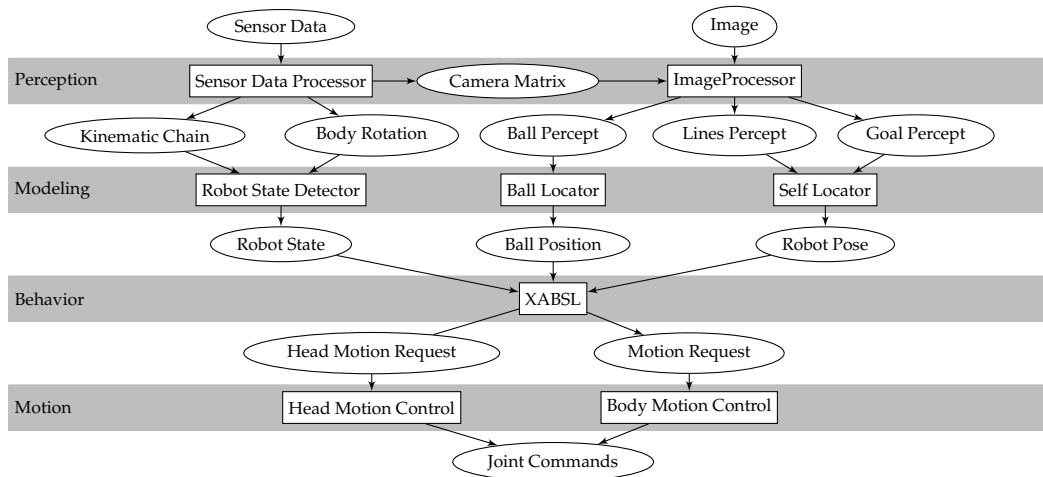 Sensor Data
Image
Perception
Sensor Data Processor
Camera Matrix
ImageProcessor
Kinematic Chain
Body Rotation
Ball Percept
Lines Percept
Goal Percept
Modeling
Robot State Detector
Ball Locator
Self Locator
Robot State
Ball Position
Robot Pose
Behavior
XABSL
Head Motion Request
Motion Request
Motion
Head Motion Control
Body Motion Control
Joint Commands